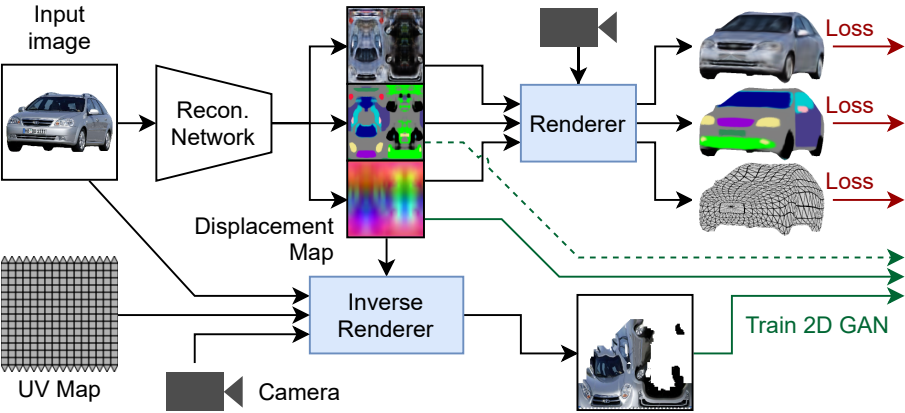 Input
image
Recon.
Network
Renderer
Loss
Loss
Loss
Displacement
Map
Inverse
Renderer
Train 2D GAN
UV Map
Camera